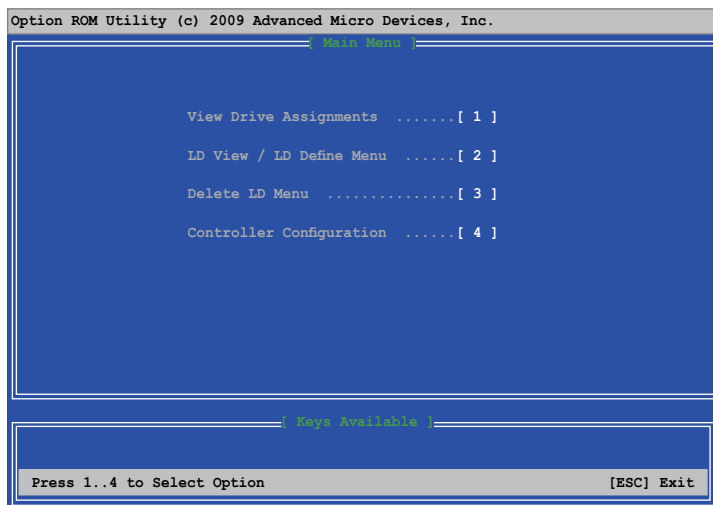 Option ROM Utility (c) 2009 Advanced Micro Devices, Inc.
[ Main Menu ]
View Drive Assignments .......[ 1 ]
LD View / LD Define Menu ......[ 2 ]
Delete LD Menu ...............[ 3 ]
Controller Configuration ......[ 4 ]
[ Keys Available ]
Press 1..4 to Select Option [ESC] Exit